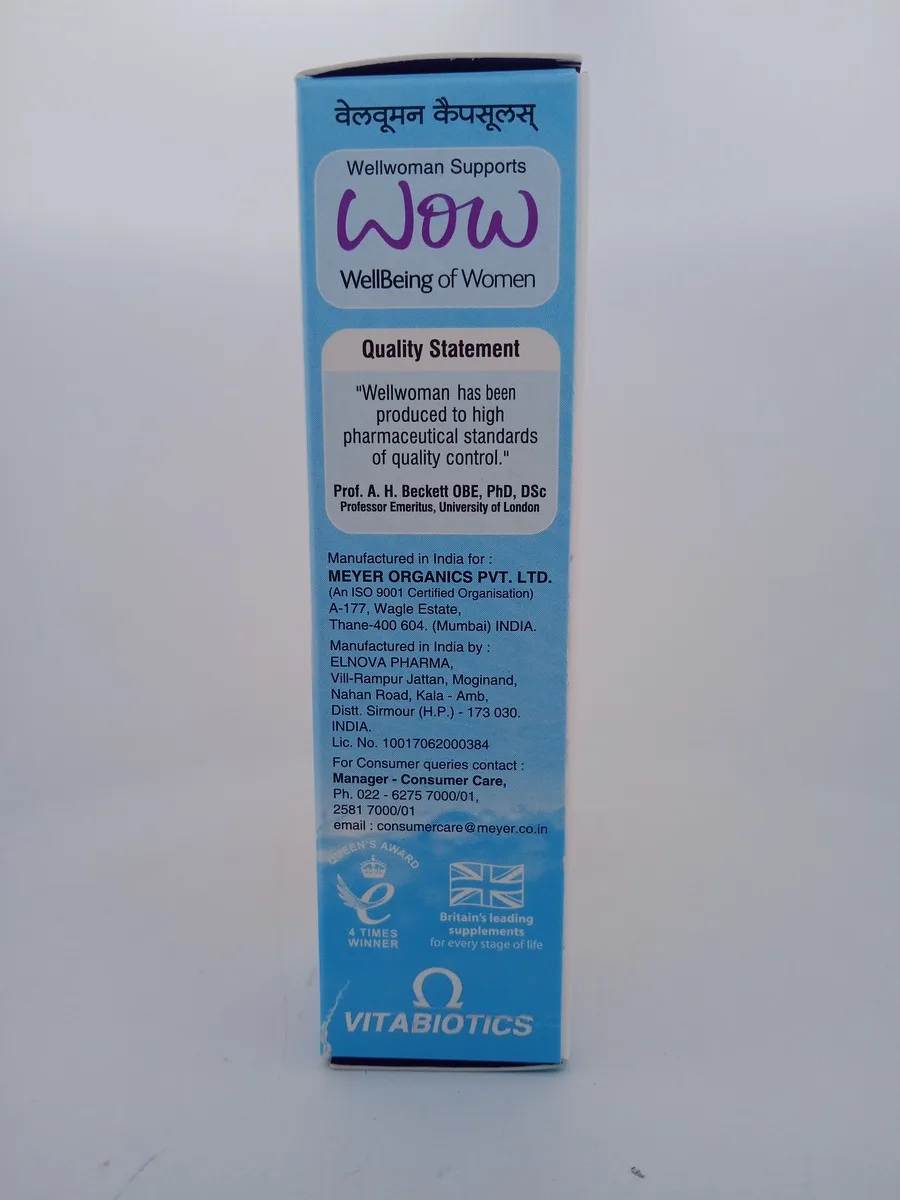 वेलवूमन कैपसूलस्
Wellwoman Supports
WOW
WellBeing of Women
Quality Statement
"Wellwoman has been
produced to high
pharmaceutical standards
of quality control."
Prof. A. H. Beckett OBE, PhD, DSc
Professor Emeritus, University of London
Manufactured in India for :
MEYER ORGANICS PVT. LTD.
(An ISO 9001 Certified Organisation)
A-177, Wagle Estate,
Thane-400 604. (Mumbai) INDIA.
Manufactured in India by :
ELNOVA PHARMA,
Vill-Rampur Jattan, Moginand,
Nahan Road, Kala - Amb,
Distt. Sirmour (H.P.) - 173 030.
INDIA.
Lic. No. 10017062000384
For Consumer queries contact :
Manager - Consumer Care,
Ph. 022 - 6275 7000/01,
2581 7000/01
email : consumercare@meyer.co.in
QUEEN'S AWARD
4 TIMES
WINNER
Britain's leading
supplements
for every stage of life
VITABIOTICS